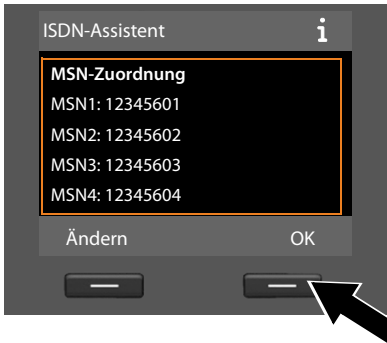 ISDN-Assistent i
MSN-Zuordnung
MSN1: 12345601
MSN2: 12345602
MSN3: 12345603
MSN4: 12345604
Ändern OK